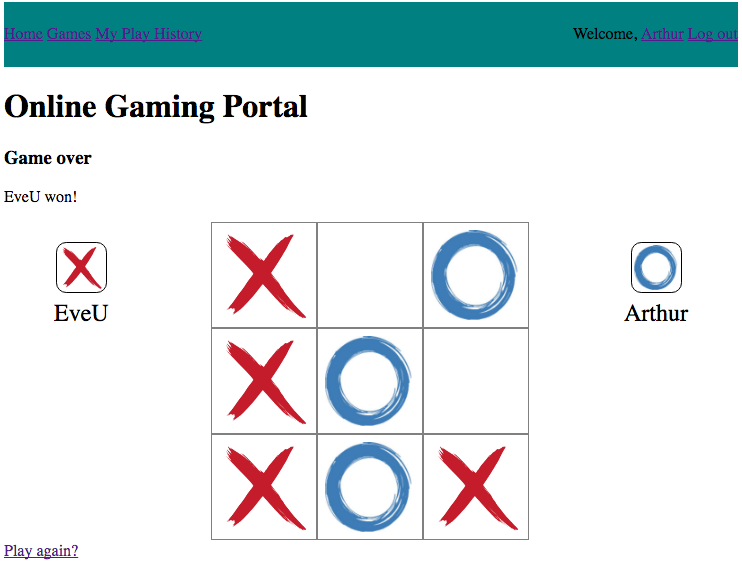 Home Games My Play History Welcome, Arthur Log out
Online Gaming Portal
Game over
EveU won!
EveU
Arthur
Play again?